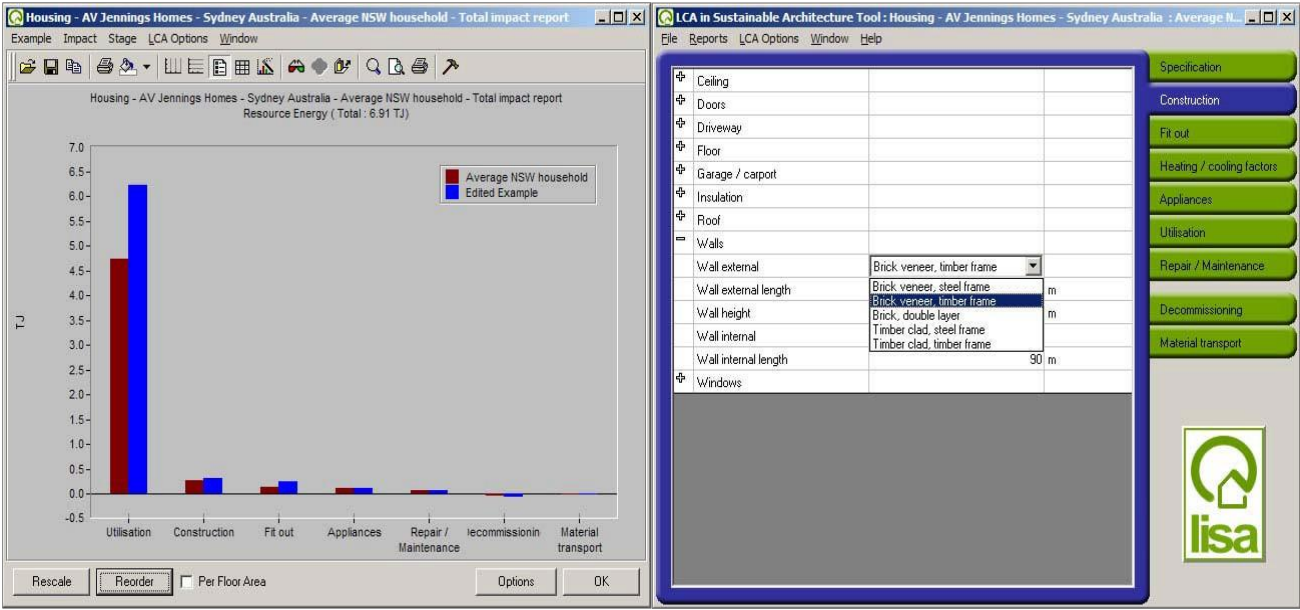 Housing - AV Jennings Homes - Sydney Australia - Average NSW household - Total impact report
Example Impact Stage LCA Options Window
Housing - AV Jennings Homes - Sydney Australia - Average NSW household - Total impact report
Resource Energy ( Total : 6.91 TJ)
Average NSW household
Edited Example
TJ
7.0
6.5
6.0
5.5
5.0
4.5
4.0
3.5
3.0
2.5
2.0
1.5
1.0
0.5
0.0
-0.5
Utilisation
Construction
Fit out
Appliances
Repair /
Maintenance
lecommissionin
Material
transport
Rescale
Reorder
Per Floor Area
Options
OK
LCA in Sustainable Architecture Tool : Housing - AV Jennings Homes - Sydney Australia : Average N...
File Reports LCA Options Window Help
Ceiling
Doors
Driveway
Floor
Garage / carport
Insulation
Roof
Walls
Wall external Brick veneer, timber frame
Wall external length m
Wall height m
Wall internal
Wall internal length 90 m
Windows
Brick veneer, steel frame
Brick veneer, timber frame
Brick, double layer
Timber clad, steel frame
Timber clad, timber frame
Specification
Construction
Fit out
Heating / cooling factors
Appliances
Utilisation
Repair / Maintenance
Decommissioning
Material transport
lisa